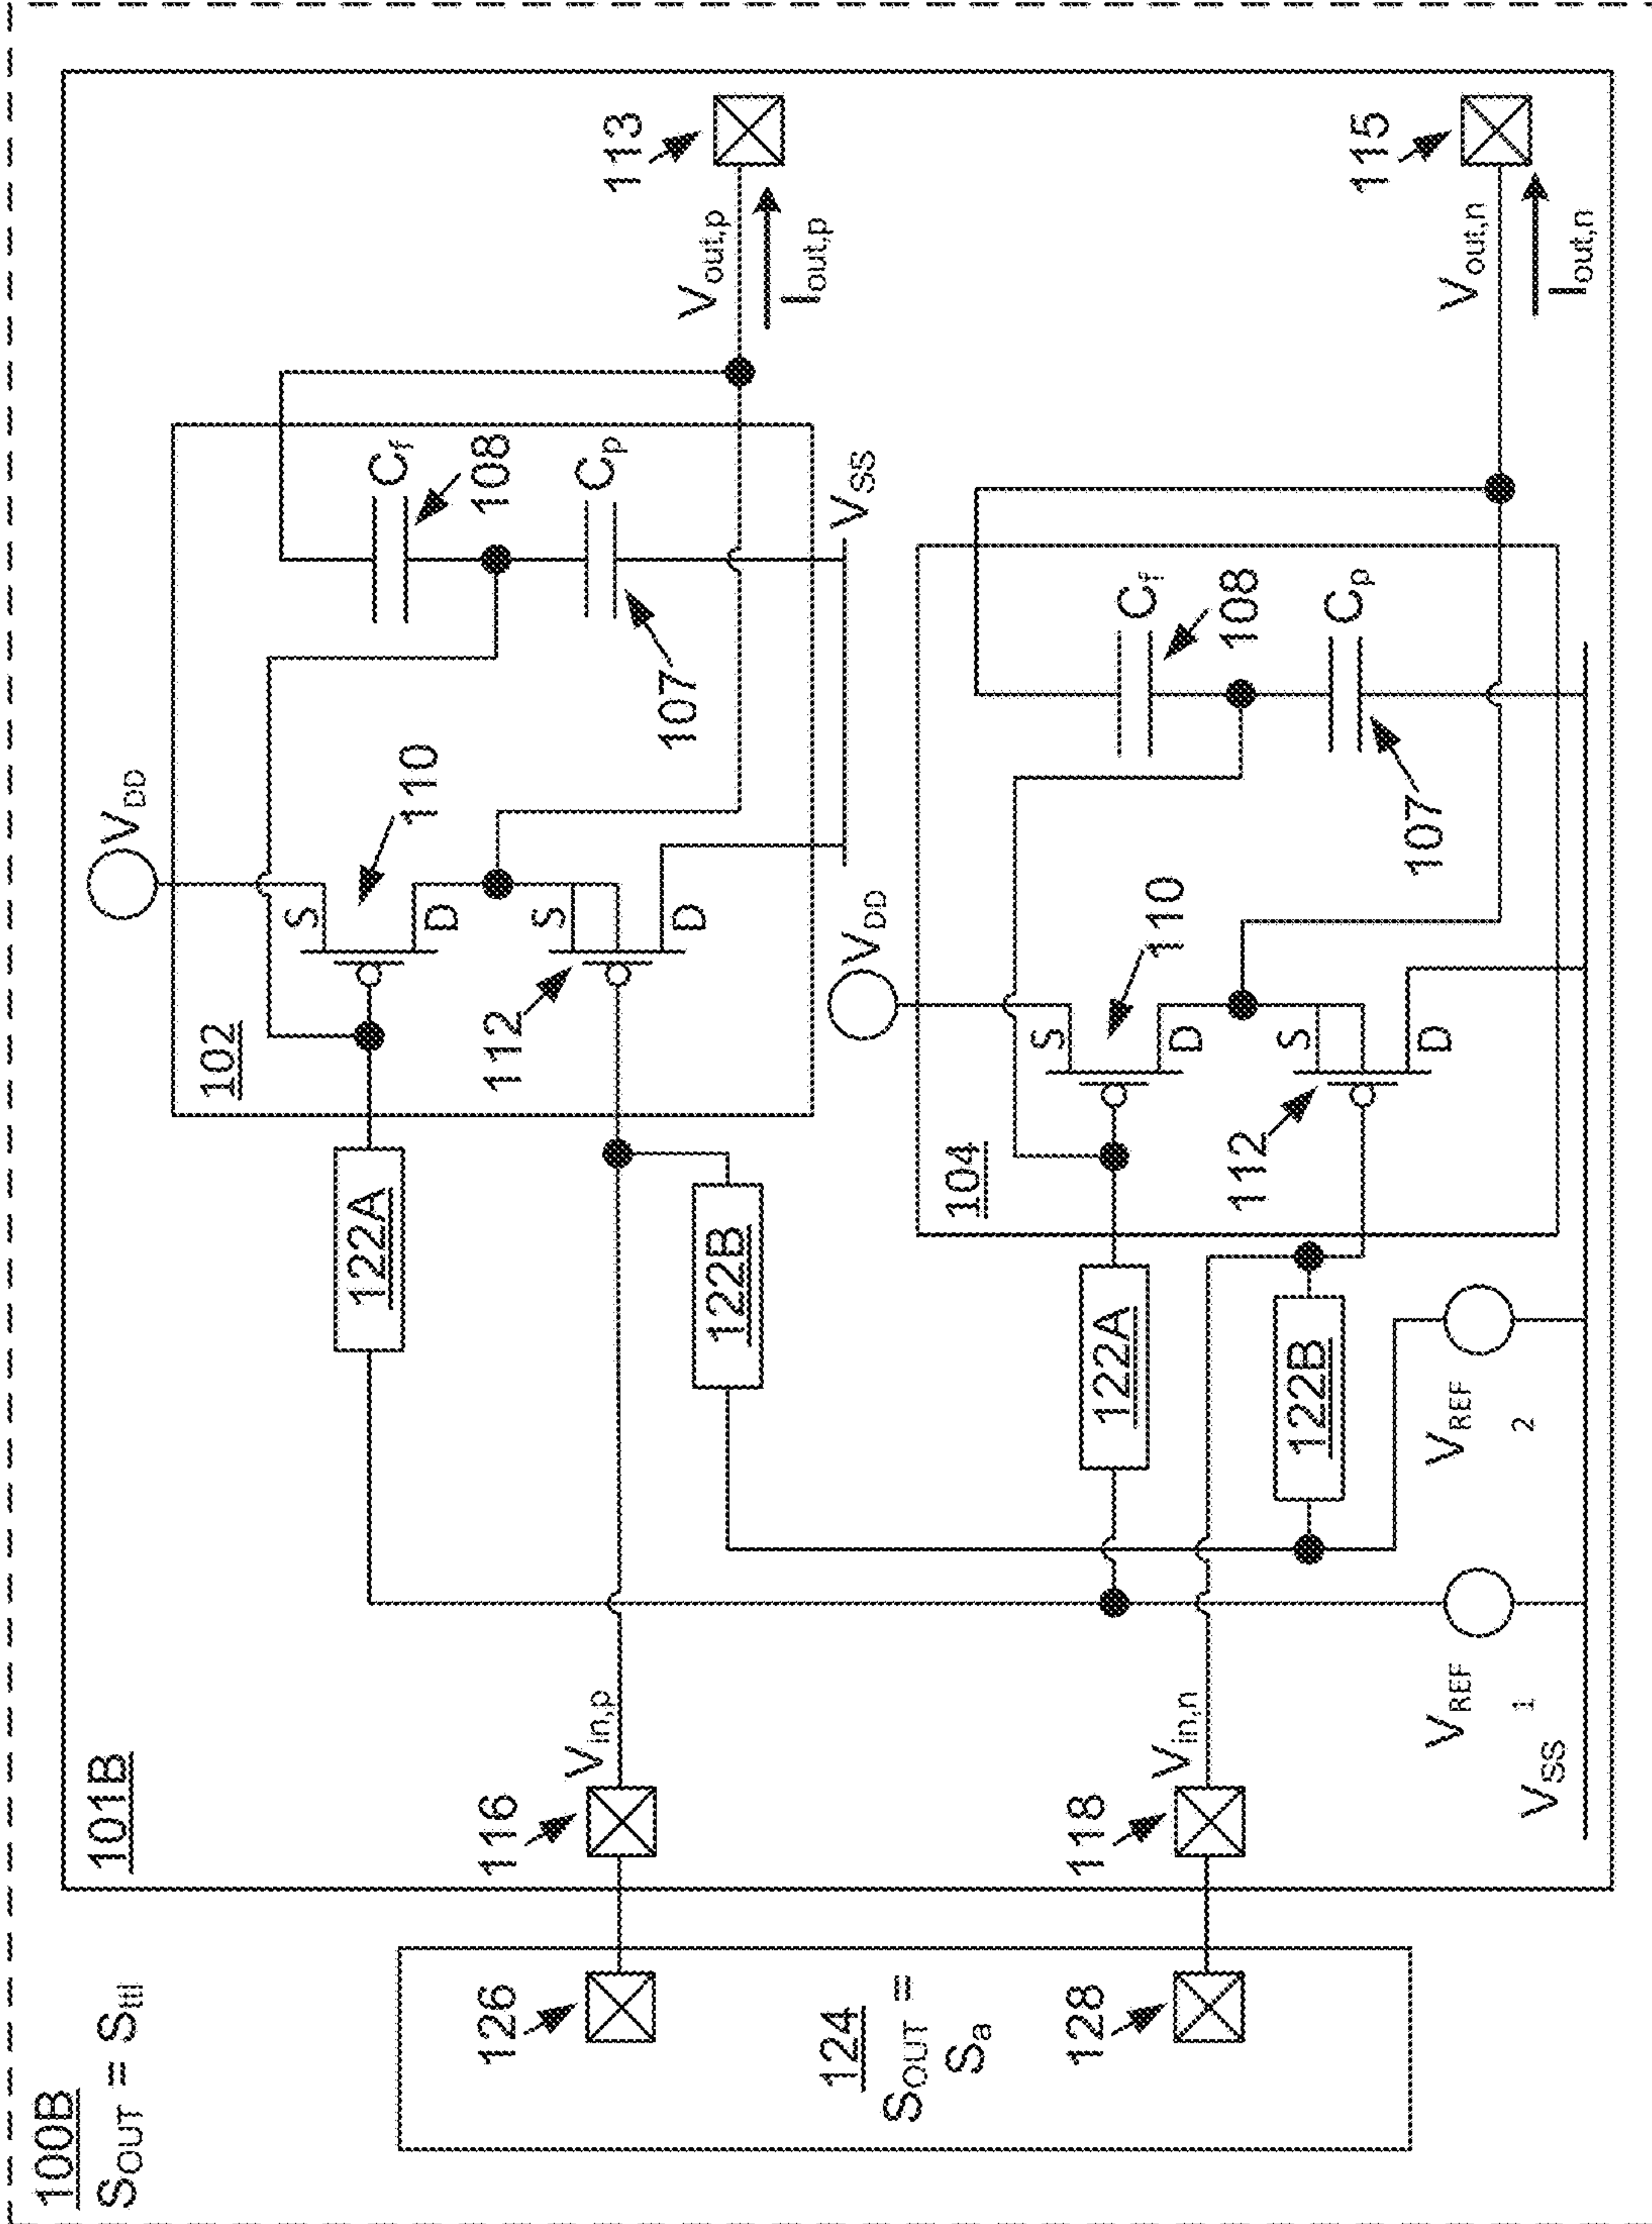 100B
S_OUT = S_ttl
101B
124
S_OUT =
S_a
126
128
116
118
V_in,p
V_in,n
V_REF
1
V_REF
2
V_SS
122A
122B
122A
122B
102
V_DD
S
D
110
S
D
112
C_f
108
C_p
107
V_SS
104
V_DD
S
D
110
S
D
112
C_f
108
C_p
107
V_out,p
I_out,p
113
V_out,n
I_out,n
115